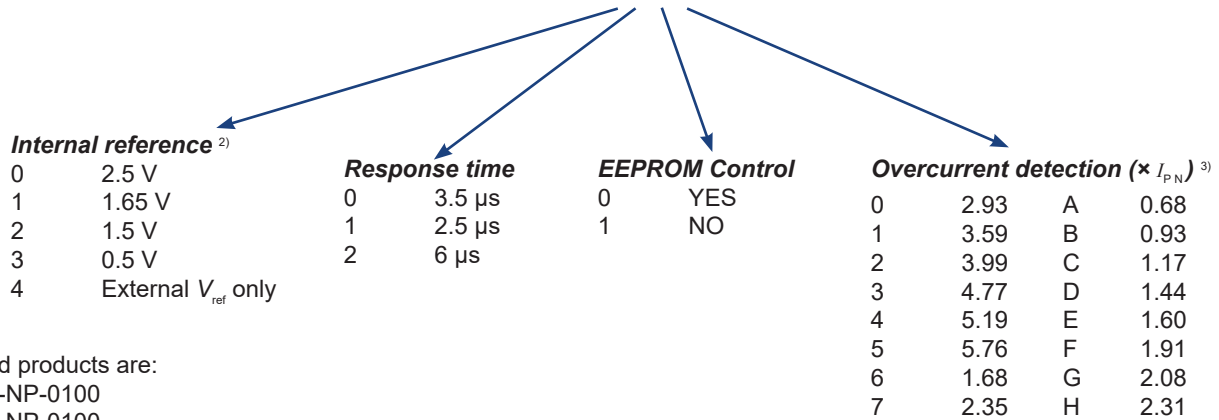 Internal reference 2)
0 2.5 V
1 1.65 V
2 1.5 V
3 0.5 V
4 External Vref only
Response time
0 3.5 µs
1 2.5 µs
2 6 µs
EEPROM Control
0 YES
1 NO
Overcurrent detection (× IPN) 3)
0 2.93 A 0.68
1 3.59 B 0.93
2 3.99 C 1.17
3 4.77 D 1.44
4 5.19 E 1.60
5 5.76 F 1.91
6 1.68 G 2.08
7 2.35 H 2.31
d products are:
-NP-0100